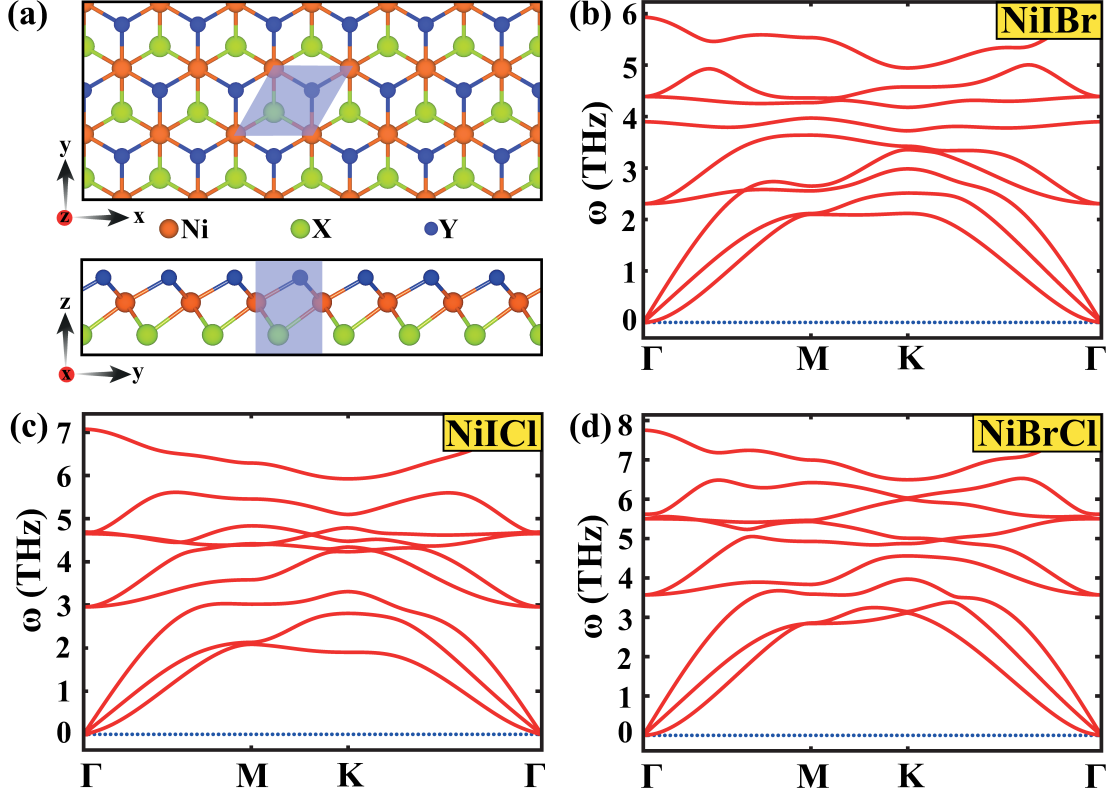 (a)
y
z x
Ni X Y
z
x y
(b)
NiIBr
ω (THz)
6
5
4
3
2
1
0
Γ M K Γ
(c)
NiICl
ω (THz)
7
6
5
4
3
2
1
0
Γ M K Γ
(d)
NiBrCl
ω (THz)
8
7
6
5
4
3
2
1
0
Γ M K Γ